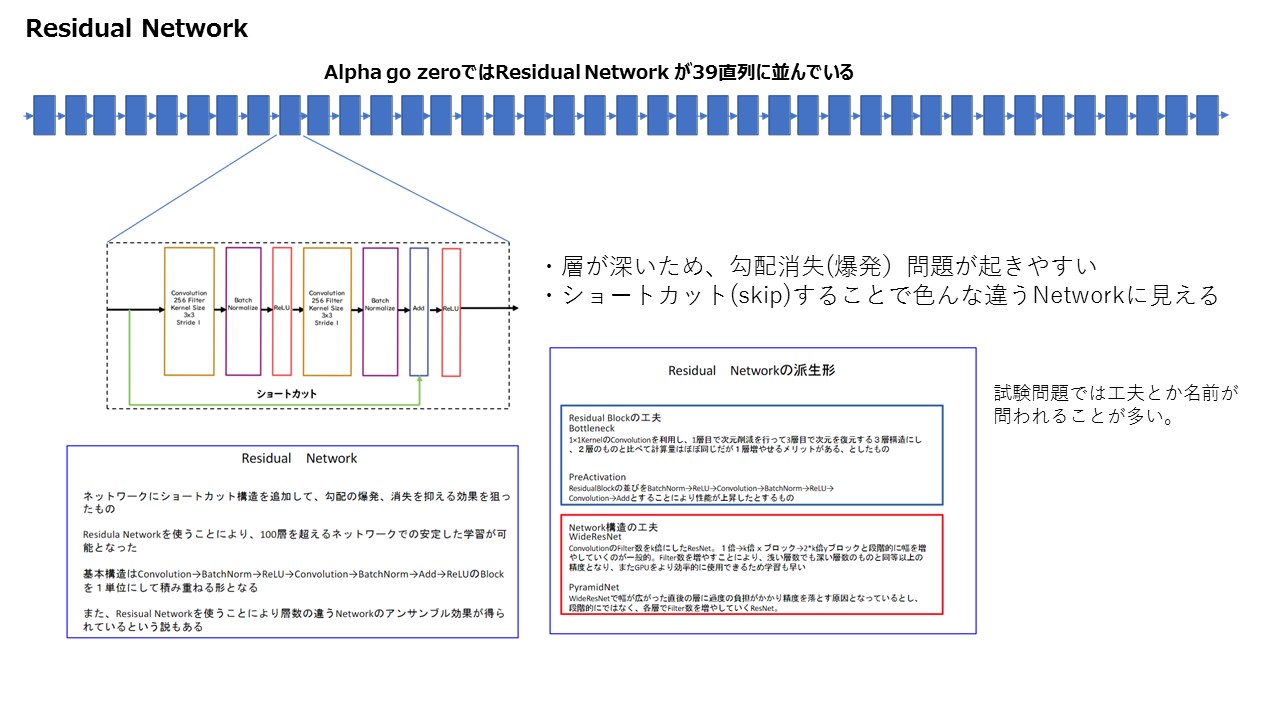 Residual Network
Alpha go zeroではResidual Network が39直列に並んでいる
Convolution
256 Filter
Kernel Size
3x3
Stride 1
Batch
Normalize
ReLU
Convolution
256 Filter
Kernel Size
3x3
Stride 1
Batch
Normalize
Add
ReLU
ショートカット
・層が深いため、勾配消失(爆発）問題が起きやすい
・ショートカット(skip)することで色んな違うNetworkに見える
Residual　Network
ネットワークにショートカット構造を追加して、勾配の爆発、消失を抑える効果を狙っ
たもの
Residula Networkを使うことにより、100層を超えるネットワークでの安定した学習が可
能となった
基本構造はConvolution→BatchNorm→ReLU→Convolution→BatchNorm→Add→ReLUのBlock
を１単位にして積み重ねる形となる
また、Resisual Networkを使うことにより層数の違うNetworkのアンサンブル効果が得ら
れているという説もある
Residual　Networkの派生形
Residual Blockの工夫
Bottleneck
1×1KernelのConvolutionを利用し、1層目で次元削減を行って3層目で次元を復元する３層構造にし
、２層のものと比べて計算量はほぼ同じだが１層増やせるメリットがある、としたもの
PreActivation
ResidualBlockの並びをBatchNorm→ReLU→Convolution→BatchNorm→ReLU→
Convolution→Addとすることにより性能が上昇したとするもの
Network構造の工夫
WideResNet
ConvolutionのFilter数をk倍にしたResNet。１倍→k倍 x ブロック→2*k倍yブロックと段階的に幅を増
やしていくのが一般的。Filter数を増やすことにより、浅い層数でも深い層数のものと同等以上の
精度となり、またGPUをより効率的に使用できるため学習も早い
PyramidNet
WideResNetで幅が広がった直後の層に過度の負担がかかり精度を落とす原因となっているとし、
段階的にではなく、各層でFilter数を増やしていくResNet。
試験問題では工夫とか名前が
問われることが多い。